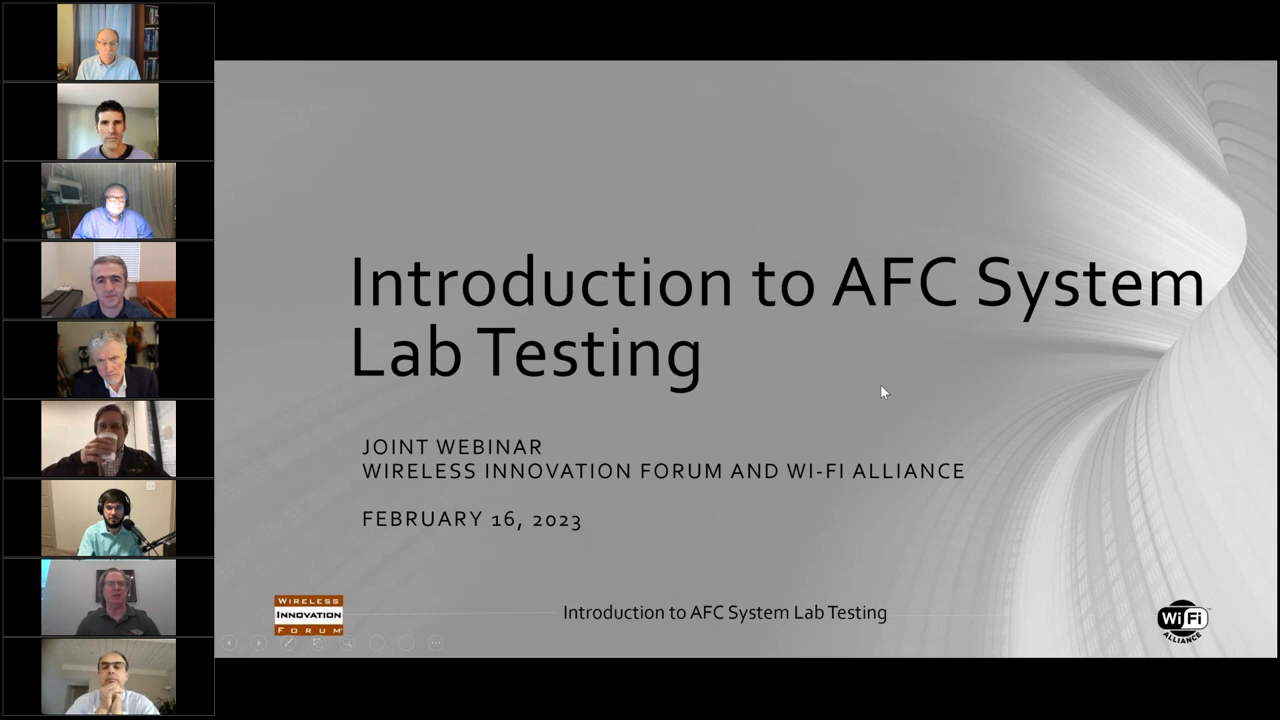 Introduction to AFC System
Lab Testing
JOINT WEBINAR
WIRELESS INNOVATION FORUM AND WI-FI ALLIANCE
FEBRUARY 16, 2023
WIRELESS
INNOVATION
FORUM
Introduction to AFC System Lab Testing
Wi Fi
ALLIANCE